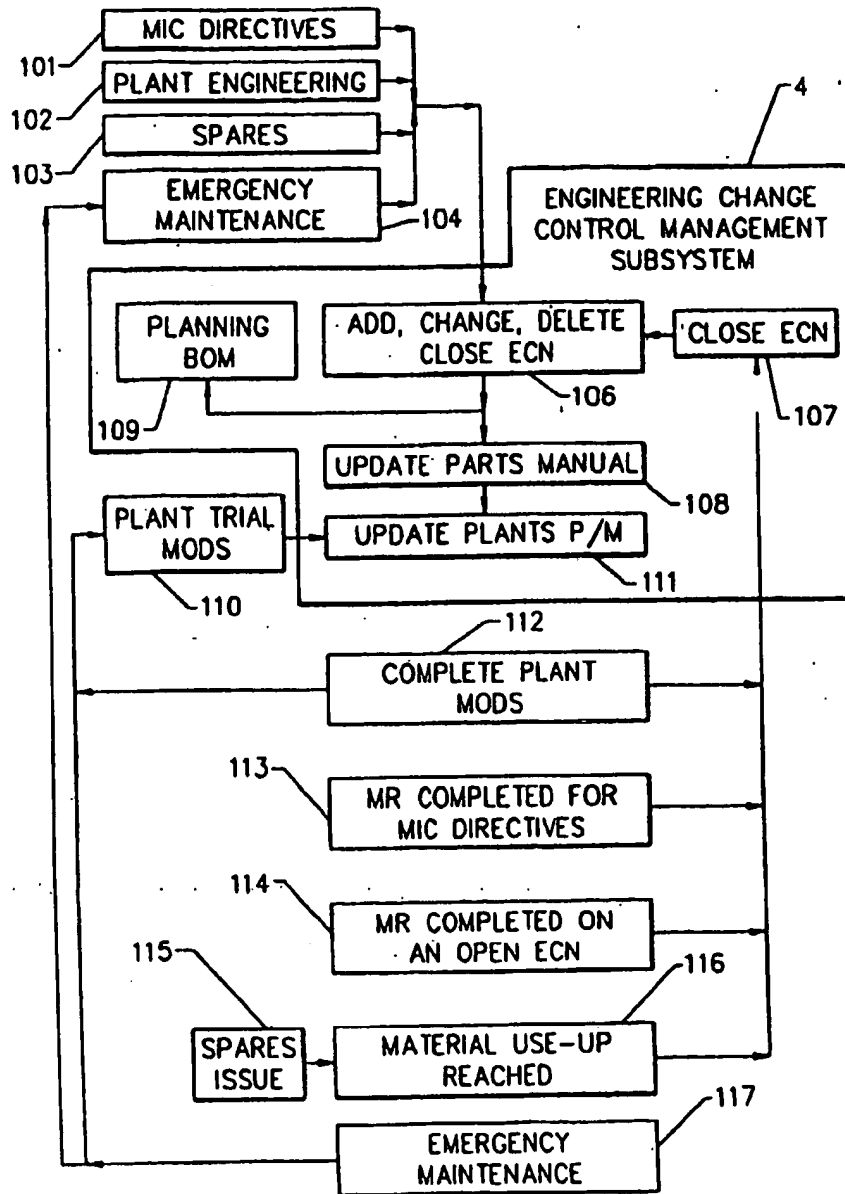 MIC DIRECTIVES
101
PLANT ENGINEERING
102
SPARES
103
EMERGENCY
MAINTENANCE
104
4
ENGINEERING CHANGE
CONTROL MANAGEMENT
SUBSYSTEM
PLANNING
BOM
109
ADD, CHANGE, DELETE
CLOSE ECN
106
CLOSE ECN
107
UPDATE PARTS MANUAL
108
PLANT TRIAL
MODS
110
UPDATE PLANTS P/M
111
112
COMPLETE PLANT
MODS
113
MR COMPLETED FOR
MIC DIRECTIVES
114
MR COMPLETED ON
AN OPEN ECN
115
SPARES
ISSUE
116
MATERIAL USE-UP
REACHED
117
EMERGENCY
MAINTENANCE